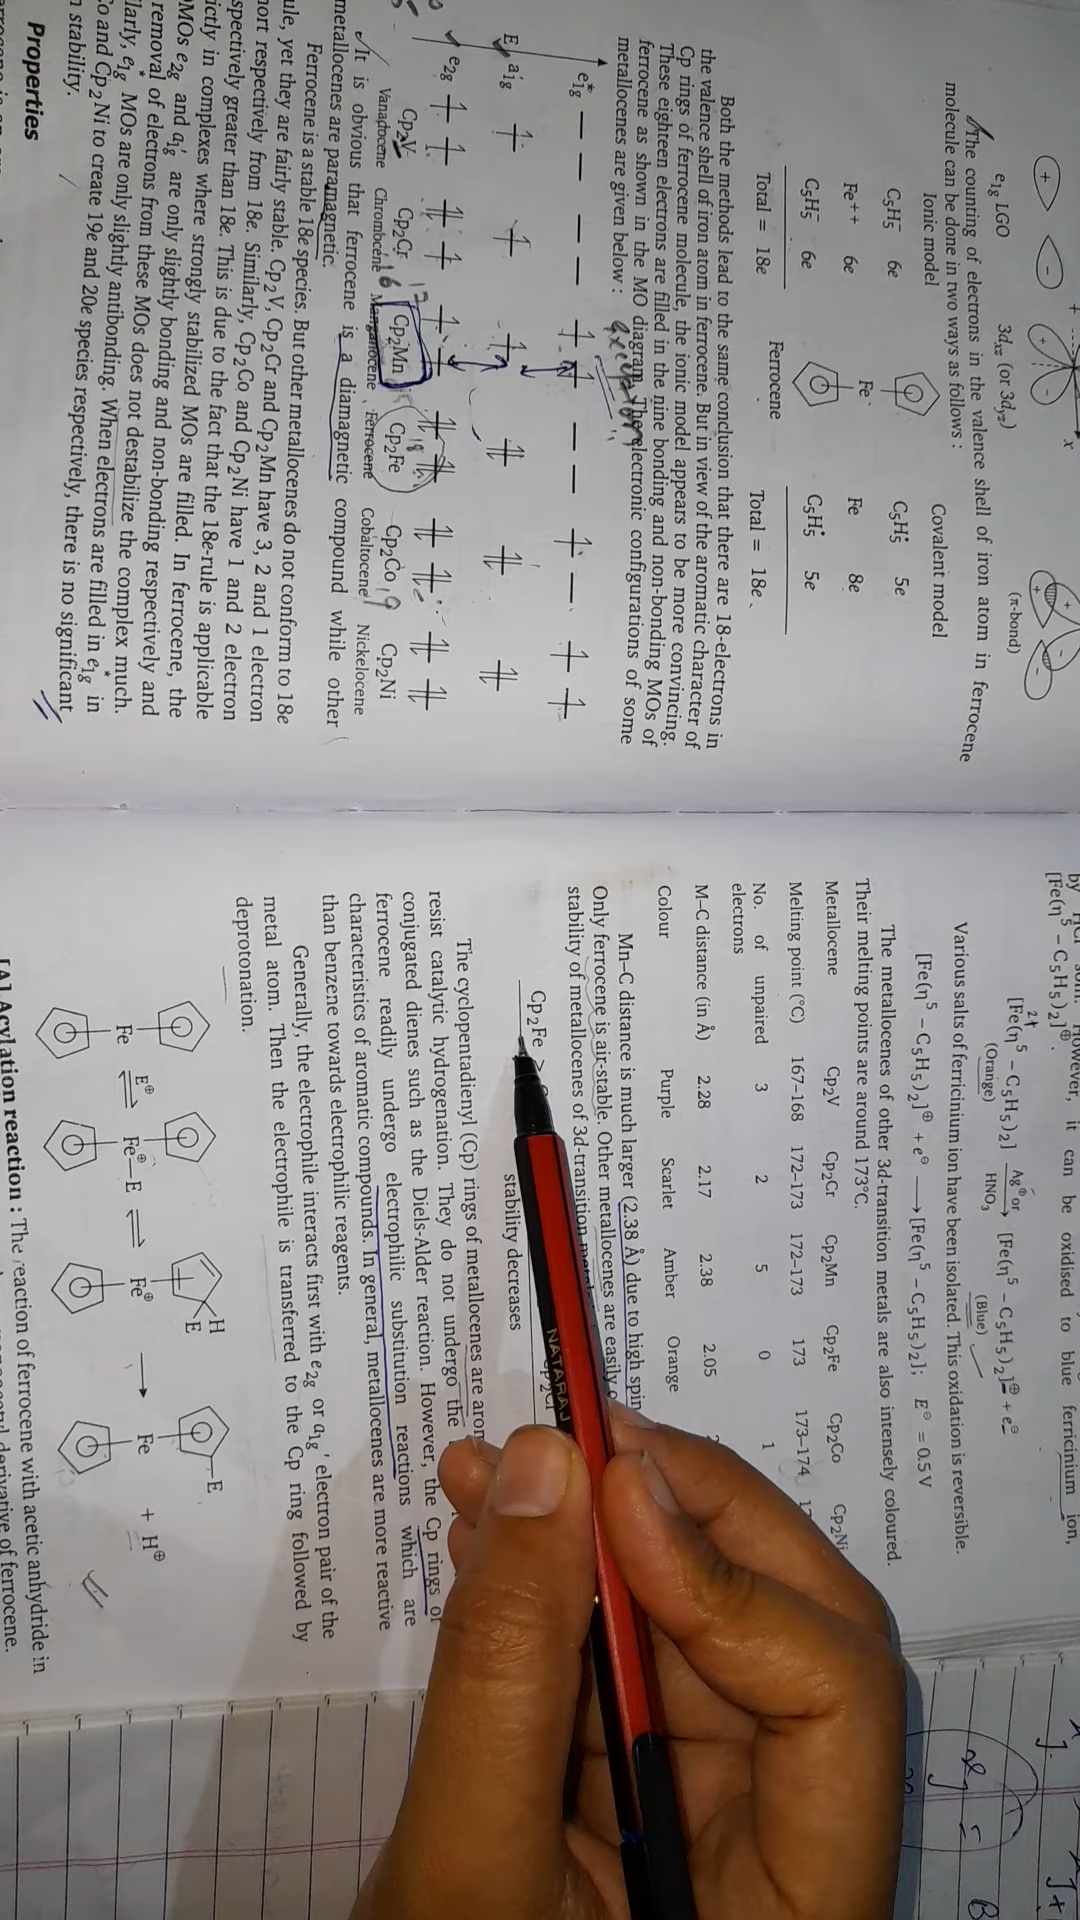 e1g LGO 3dxz (or 3dyz) (π-bond)
The counting of electrons in the valence shell of iron atom in ferrocene
molecule can be done in two ways as follows :
Ionic model Covalent model
C5H5⁻ 6e C5H5• 5e
Fe++ 6e Fe Fe 8e
C5H5⁻ 6e C5H5• 5e
Ferrocene
Total = 18e Total = 18e
Both the methods lead to the same conclusion that there are 18-electrons in
the valence shell of iron atom in ferrocene. But in view of the aromatic character of
Cp rings of ferrocene molecule, the ionic model appears to be more convincing.
These eighteen electrons are filled in the nine bonding and non-bonding MOs of
ferrocene as shown in the MO diagram. The electronic configurations of some
metallocenes are given below :
e*1g
E a'1g
e2g
Cp2V Cp2Cr Cp2Mn Cp2Fe Cp2Co Cp2Ni
Vanadocene Chromocene Manganocene Ferrocene Cobaltocene Nickelocene
It is obvious that ferrocene is a diamagnetic compound while other
metallocenes are paramagnetic.
Ferrocene is a stable 18e species. But other metallocenes do not conform to 18e
ule, yet they are fairly stable. Cp2V, Cp2Cr and Cp2Mn have 3, 2 and 1 electron
hort respectively from 18e. Similarly, Cp2Co and Cp2Ni have 1 and 2 electron
spectively greater than 18e. This is due to the fact that the 18e-rule is applicable
ictly in complexes where strongly stabilized MOs are filled. In ferrocene, the
MOs e2g and a'1g are only slightly bonding and non-bonding respectively and
removal of electrons from these MOs does not destabilize the complex much.
larly, e*1g MOs are only slightly antibonding. When electrons are filled in e*1g in
Co and Cp2Ni to create 19e and 20e species respectively, there is no significant
n stability.
Properties
However, it can be oxidised to blue ferricinium ion,
[Fe(η5 – C5H5)2]⊕.
[Fe(η5 – C5H5)2] Ag⊕ or HNO3 ⟶ [Fe(η5 – C5H5)2]⊕ + e⊖
(Orange) (Blue)
Various salts of ferricinium ion have been isolated. This oxidation is reversible.
[Fe(η5 – C5H5)2]⊕ + e⊖ ⟶ [Fe(η5 – C5H5)2]; E⊖ = 0.5 V
The metallocenes of other 3d-transition metals are also intensely coloured.
Their melting points are around 173°C.
Metallocene Cp2V Cp2Cr Cp2Mn Cp2Fe Cp2Co Cp2Ni
Melting point (°C) 167–168 172–173 172–173 173 173–174 17
No. of unpaired 3 2 5 0 1
electrons
M–C distance (in Å) 2.28 2.17 2.38 2.05
Colour Purple Scarlet Amber Orange
Mn–C distance is much larger (2.38 Å) due to high spin
Only ferrocene is air-stable. Other metallocenes are easily
stability of metallocenes of 3d-transition
Cp2Fe >
stability decreases
The cyclopentadienyl (Cp) rings of metallocenes are arom
resist catalytic hydrogenation. They do not undergo the
conjugated dienes such as the Diels-Alder reaction. However, the Cp rings of
ferrocene readily undergo electrophilic substitution reactions which are
characteristics of aromatic compounds. In general, metallocenes are more reactive
than benzene towards electrophilic reagents.
Generally, the electrophile interacts first with e2g or a1g' electron pair of the
metal atom. Then the electrophile is transferred to the Cp ring followed by
deprotonation.
Fe E⊕ ⇌ Fe⊕–E ⇌ Fe⊕ H E ⟶ Fe E + H⊕
[A] Acylation reaction : The reaction of ferrocene with acetic anhydride in
derivative of ferrocene.
NATARAJ